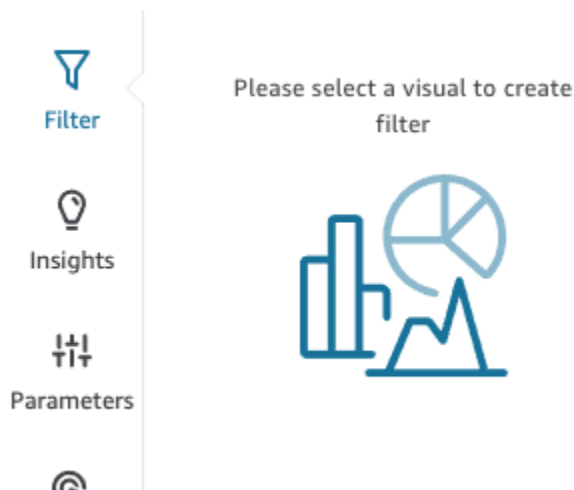 Filter
Please select a visual to create
filter
Insights
Parameters